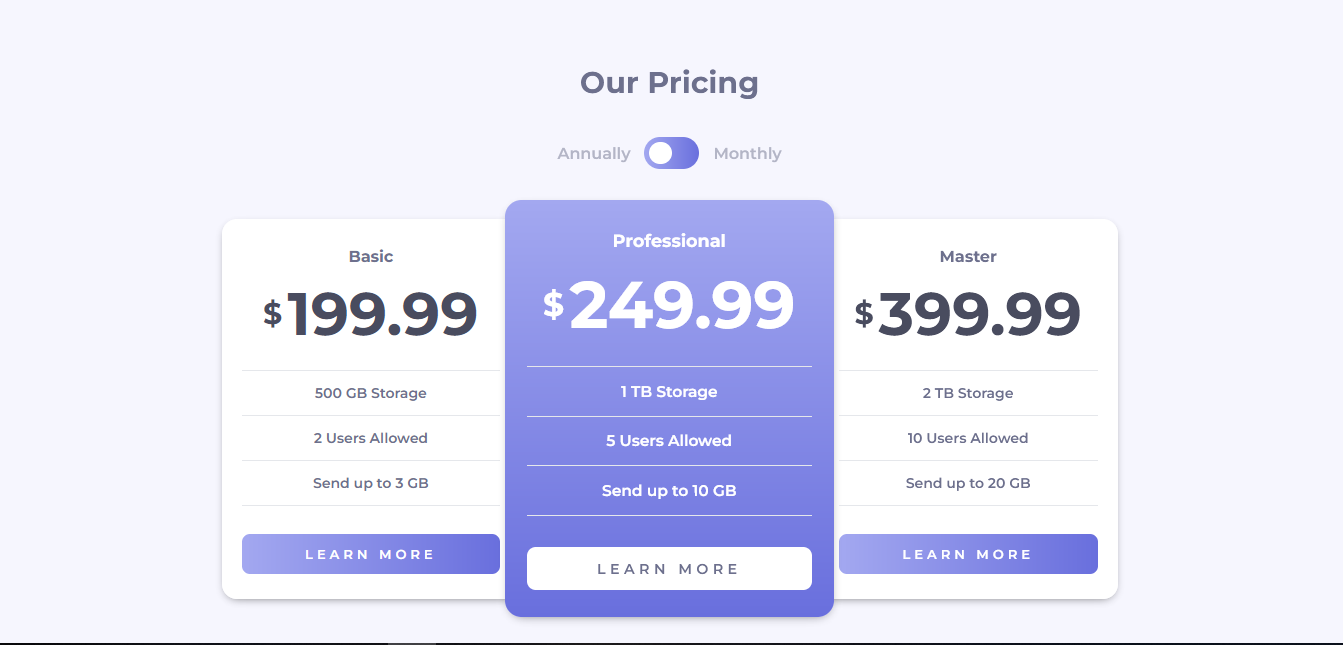 Our Pricing
Annually Monthly
Basic
$199.99
500 GB Storage
2 Users Allowed
Send up to 3 GB
LEARN MORE
Professional
$249.99
1 TB Storage
5 Users Allowed
Send up to 10 GB
LEARN MORE
Master
$399.99
2 TB Storage
10 Users Allowed
Send up to 20 GB
LEARN MORE